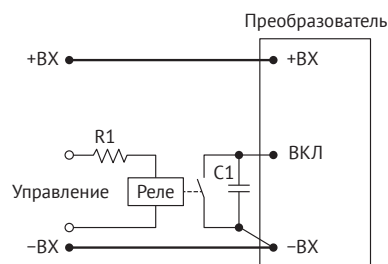 Преобразователь
+ВХ
+ВХ
R1
ВКЛ
C1
Управление
Реле
−ВХ
−ВХ